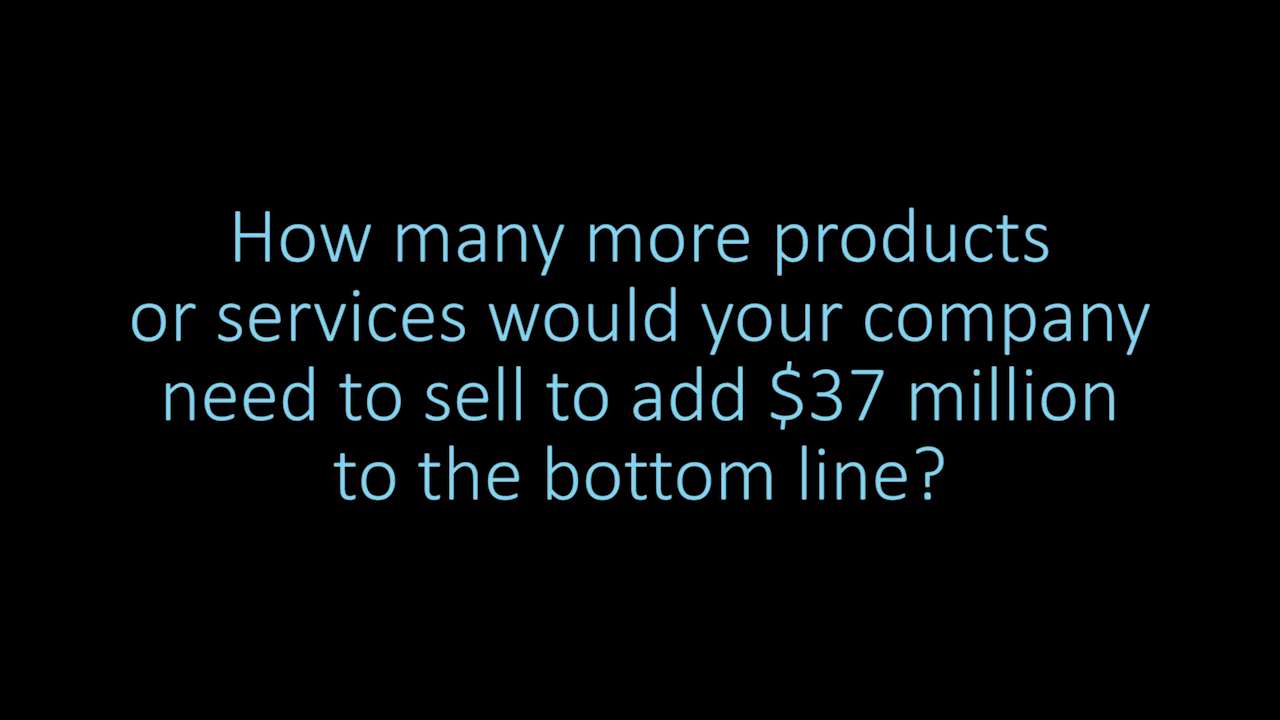 How many more products
or services would your company
need to sell to add $37 million
to the bottom line?